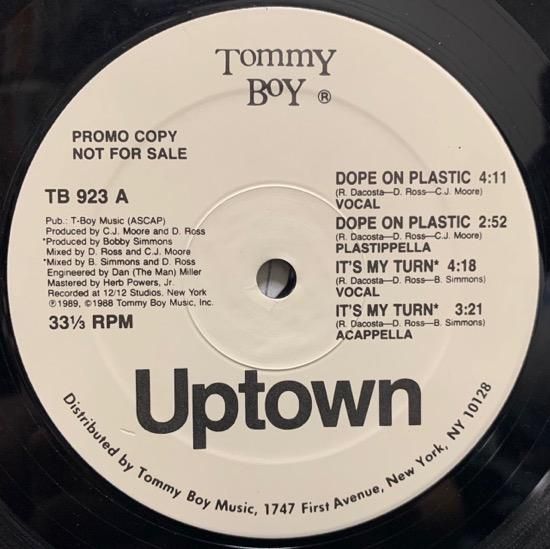 Tommy
Boy ®
PROMO COPY
NOT FOR SALE
TB 923 A
Pub.: T-Boy Music (ASCAP)
Produced by C.J. Moore and D. Ross
*Produced by Bobby Simmons
Mixed by D. Ross and C.J. Moore
*Mixed by B. Simmons and D. Ross
Engineered by Dan (The Man) Miller
Mastered by Herb Powers, Jr.
Recorded at 12/12 Studios, New York
℗1989, ©1988 Tommy Boy Music, Inc.
33⅓ RPM
DOPE ON PLASTIC 4:11
(R. Dacosta—D. Ross—C.J. Moore)
VOCAL
DOPE ON PLASTIC 2:52
(R. Dacosta—D. Ross—C.J. Moore)
PLASTIPPELLA
IT'S MY TURN* 4:18
(R. Dacosta—D. Ross—B. Simmons)
VOCAL
IT'S MY TURN* 3:21
(R. Dacosta—D. Ross—B. Simmons)
ACAPPELLA
Uptown
Distributed by Tommy Boy Music, 1747 First Avenue, New York, NY 10128